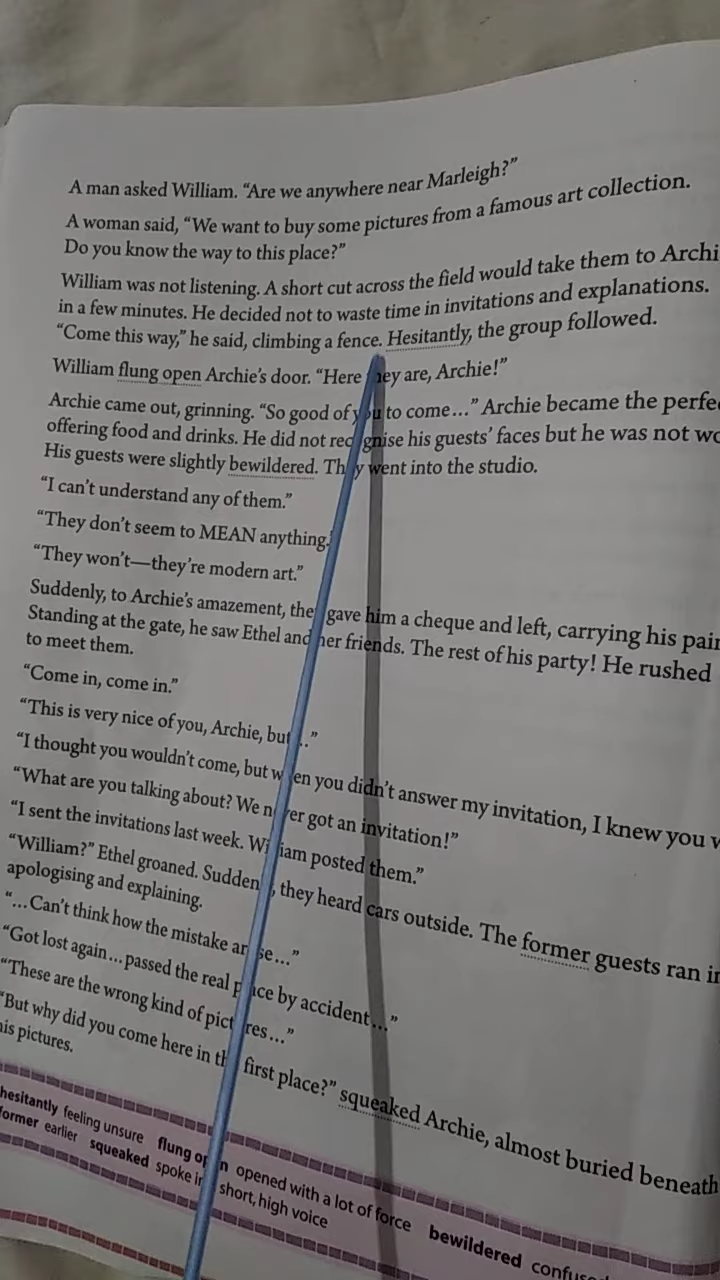 A man asked William. “Are we anywhere near Marleigh?”
A woman said, “We want to buy some pictures from a famous art collection.
Do you know the way to this place?”
William was not listening. A short cut across the field would take them to Archi
in a few minutes. He decided not to waste time in invitations and explanations.
“Come this way,” he said, climbing a fence. Hesitantly, the group followed.
William flung open Archie’s door. “Here they are, Archie!”
Archie came out, grinning. “So good of you to come…” Archie became the perfe
offering food and drinks. He did not recognise his guests’ faces but he was not wo
His guests were slightly bewildered. They went into the studio.
“I can’t understand any of them.”
“They don’t seem to MEAN anything.”
“They won’t—they’re modern art.”
Suddenly, to Archie’s amazement, they gave him a cheque and left, carrying his pain
Standing at the gate, he saw Ethel and her friends. The rest of his party! He rushed
to meet them.
“Come in, come in.”
“This is very nice of you, Archie, but…”
“I thought you wouldn’t come, but when you didn’t answer my invitation, I knew you w
“What are you talking about? We never got an invitation!”
“I sent the invitations last week. William posted them.”
“William?” Ethel groaned. Suddenly, they heard cars outside. The former guests ran in
apologising and explaining.
“…Can’t think how the mistake arose…”
“Got lost again…passed the real place by accident…”
“These are the wrong kind of pictures…”
“But why did you come here in the first place?” squeaked Archie, almost buried beneath
his pictures.
hesitantly feeling unsure flung open opened with a lot of force bewildered confused
former earlier squeaked spoke in short, high voice